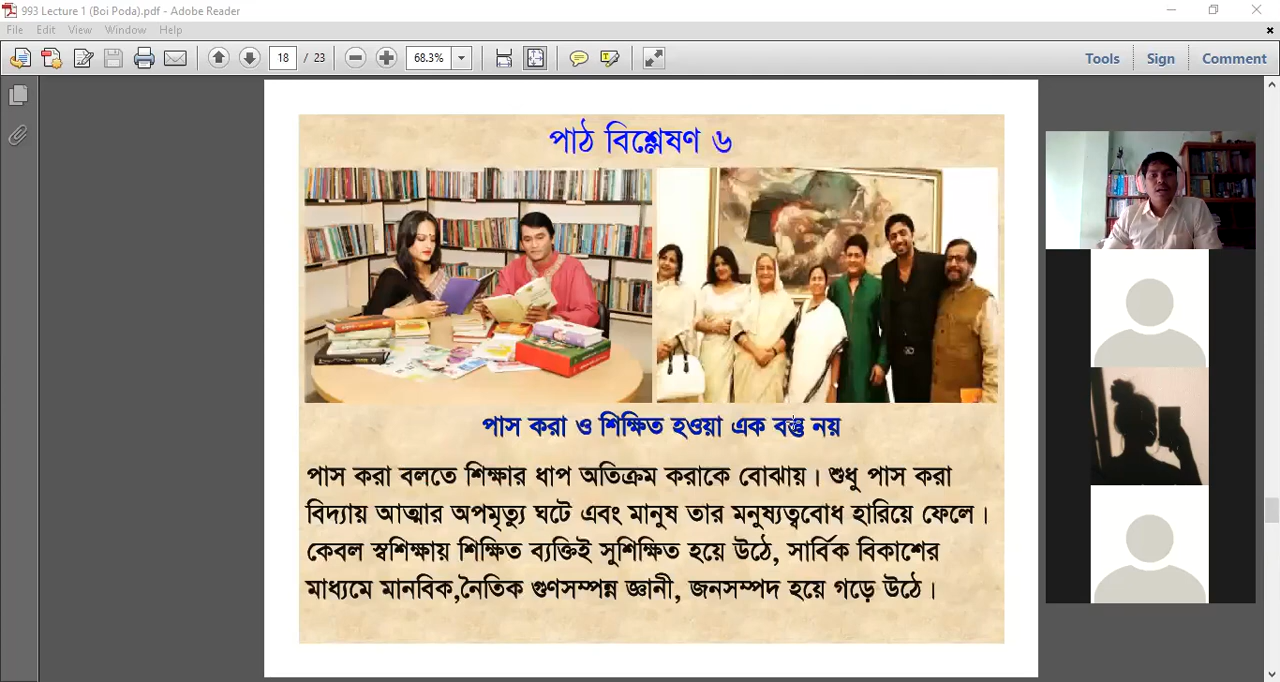 993 Lecture 1 (Boi Poda).pdf - Adobe Reader
File Edit View Window Help
18 / 23 68.3% Tools Sign Comment
পাঠ বিশ্লেষণ ৬
পাস করা ও শিক্ষিত হওয়া এক বস্তু নয়
পাস করা বলতে শিক্ষার ধাপ অতিক্রম করাকে বোঝায়। শুধু পাস করা
বিদ্যায় আত্মার অপমৃত্যু ঘটে এবং মানুষ তার মনুষ্যত্ববোধ হারিয়ে ফেলে।
কেবল স্বশিক্ষায় শিক্ষিত ব্যক্তিই সুশিক্ষিত হয়ে উঠে, সার্বিক বিকাশের
মাধ্যমে মানবিক,নৈতিক গুণসম্পন্ন জ্ঞানী, জনসম্পদ হয়ে গড়ে উঠে।